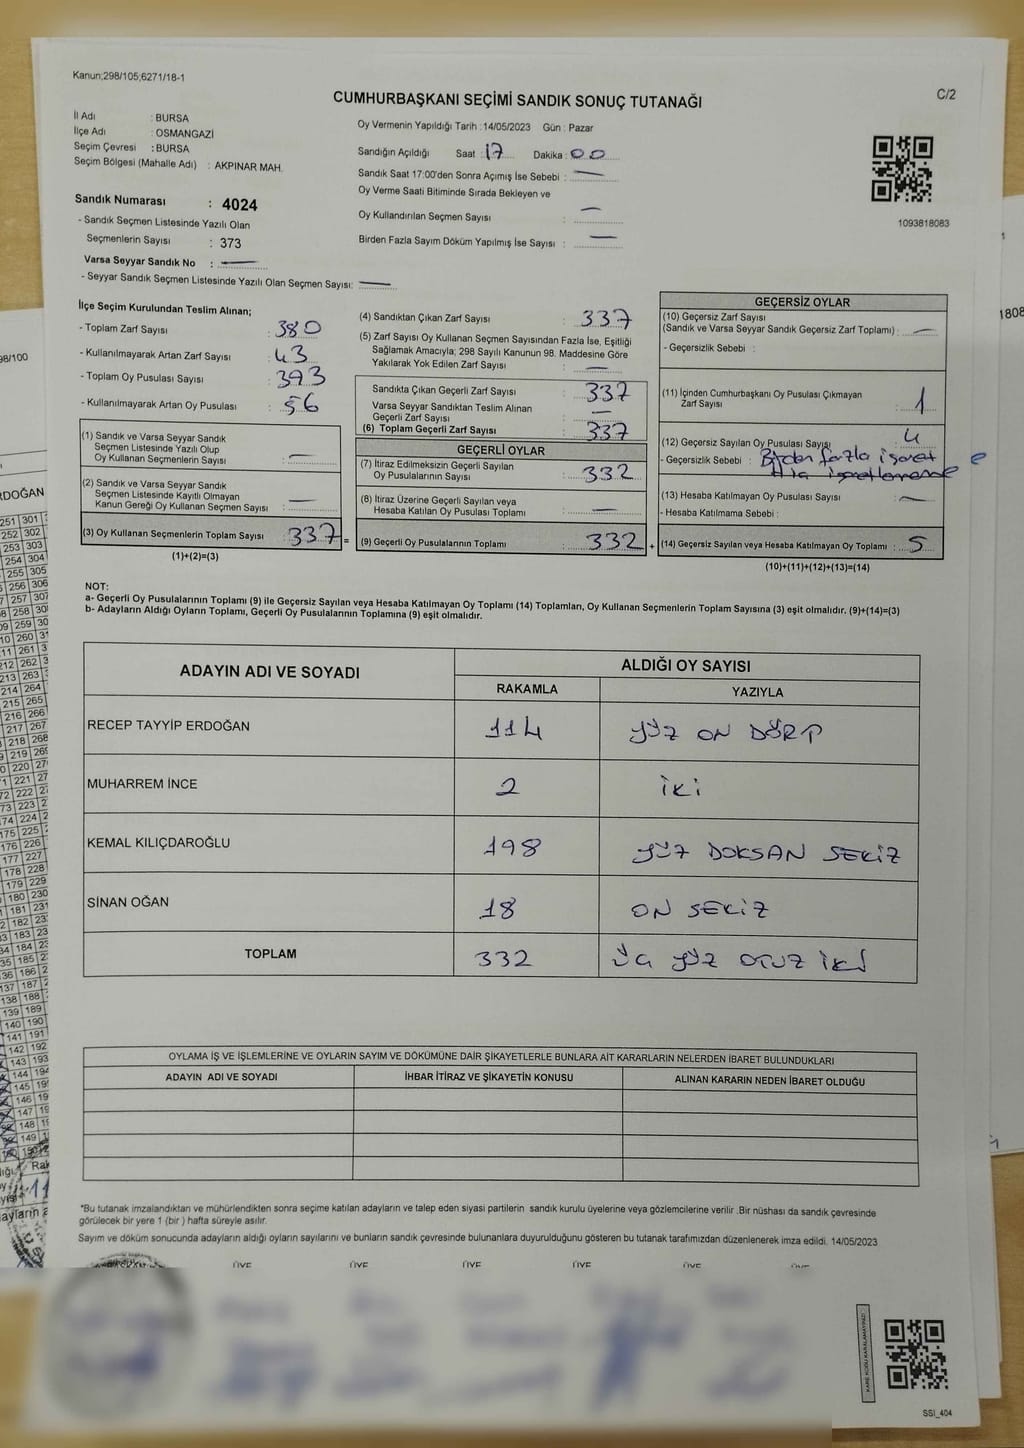 Kanun;298/105;6271/18-1
C/2
CUMHURBAŞKANI SEÇİMİ SANDIK SONUÇ TUTANAĞI
İl Adı : BURSA
İlçe Adı : OSMANGAZİ
Seçim Çevresi : BURSA
Seçim Bölgesi (Mahalle Adı) : AKPINAR MAH.
Sandık Numarası : 4024
- Sandık Seçmen Listesinde Yazılı Olan
Seçmenlerin Sayısı : 373
Varsa Seyyar Sandık No :
- Seyyar Sandık Seçmen Listesinde Yazılı Olan Seçmen Sayısı:
Oy Vermenin Yapıldığı Tarih :14/05/2023 Gün : Pazar
Sandığın Açıldığı Saat : 17 Dakika : 00
Sandık Saat 17:00'den Sonra Açımış İse Sebebi :
Oy Verme Saati Bitiminde Sırada Bekleyen ve
Oy Kullandırılan Seçmen Sayısı :
Birden Fazla Sayım Döküm Yapılmış İse Sayısı :
1093818083
İlçe Seçim Kurulundan Teslim Alınan;
- Toplam Zarf Sayısı : 380
- Kullanılmayarak Artan Zarf Sayısı : 43
- Toplam Oy Pusulası Sayısı : 393
- Kullanılmayarak Artan Oy Pusulası : 56
(1) Sandık ve Varsa Seyyar Sandık
Seçmen Listesinde Yazılı Olup
Oy Kullanan Seçmenlerin Sayısı :
(2) Sandık ve Varsa Seyyar Sandık
Seçmen Listesinde Kayıtlı Olmayan
Kanun Gereği Oy Kullanan Seçmen Sayısı :
(3) Oy Kullanan Seçmenlerin Toplam Sayısı : 337 =
(1)+(2)=(3)
(4) Sandıktan Çıkan Zarf Sayısı : 337
(5) Zarf Sayısı Oy Kullanan Seçmen Sayısından Fazla İse, Eşitliği
Sağlamak Amacıyla; 298 Sayılı Kanunun 98. Maddesine Göre
Yakılarak Yok Edilen Zarf Sayısı :
Sandıkta Çıkan Geçerli Zarf Sayısı : 337
Varsa Seyyar Sandıktan Teslim Alınan
Geçerli Zarf Sayısı :
(6) Toplam Geçerli Zarf Sayısı : 337
GEÇERLİ OYLAR
(7) İtiraz Edilmeksizin Geçerli Sayılan
Oy Pusulalarının Sayısı : 332
(8) İtiraz Üzerine Geçerli Sayılan veya
Hesaba Katılan Oy Pusulası Toplamı :
(9) Geçerli Oy Pusulalarının Toplamı : 332 +
GEÇERSİZ OYLAR
(10) Geçersiz Zarf Sayısı
(Sandık ve Varsa Seyyar Sandık Geçersiz Zarf Toplamı) :
- Geçersizlik Sebebi :
(11) İçinden Cumhurbaşkanı Oy Pusulası Çıkmayan
Zarf Sayısı : 1
(12) Geçersiz Sayılan Oy Pusulası Sayısı : 4
- Geçersizlik Sebebi : Birden fazla işaret
(13) Hesaba Katılmayan Oy Pusulası Sayısı :
- Hesaba Katılmama Sebebi :
(14) Geçersiz Sayılan veya Hesaba Katılmayan Oy Toplamı : 5
(10)+(11)+(12)+(13)=(14)
NOT:
a- Geçerli Oy Pusulalarının Toplamı (9) ile Geçersiz Sayılan veya Hesaba Katılmayan Oy Toplamı (14) Toplamları, Oy Kullanan Seçmenlerin Toplam Sayısına (3) eşit olmalıdır. (9)+(14)=(3)
b- Adayların Aldığı Oyların Toplamı, Geçerli Oy Pusulalarının Toplamına (9) eşit olmalıdır.
ADAYIN ADI VE SOYADI ALDIĞI OY SAYISI
RAKAMLA YAZIYLA
RECEP TAYYİP ERDOĞAN 114 YÜZ ON DÖRT
MUHARREM İNCE 2 İKİ
KEMAL KILIÇDAROĞLU 198 YÜZ DOKSAN SEKİZ
SİNAN OĞAN 18 ON SEKİZ
TOPLAM 332 ÜÇ YÜZ OTUZ İKİ
OYLAMA İŞ VE İŞLEMLERİNE VE OYLARIN SAYIM VE DÖKÜMÜNE DAİR ŞİKAYETLERLE BUNLARA AİT KARARLARIN NELERDEN İBARET BULUNDUKLARI
ADAYIN ADI VE SOYADI İHBAR İTİRAZ VE ŞİKAYETİN KONUSU ALINAN KARARIN NEDEN İBARET OLDUĞU
*Bu tutanak imzalandıktan ve mühürlendikten sonra seçime katılan adayların ve talep eden siyasi partilerin sandık kurulu üyelerine veya gözlemcilerine verilir .Bir nüshası da sandık çevresinde
görülecek bir yere 1 (bir ) hafta süreyle asılır.
Sayım ve döküm sonucunda adayların aldığı oyların sayılarını ve bunların sandık çevresinde bulunanlara duyurulduğunu gösteren bu tutanak tarafımızdan düzenlenerek imza edildi. 14/05/2023
ÜYE ÜYE ÜYE ÜYE ÜYE
KARE KODU KARALAMAYINIZ!
SSİ_404